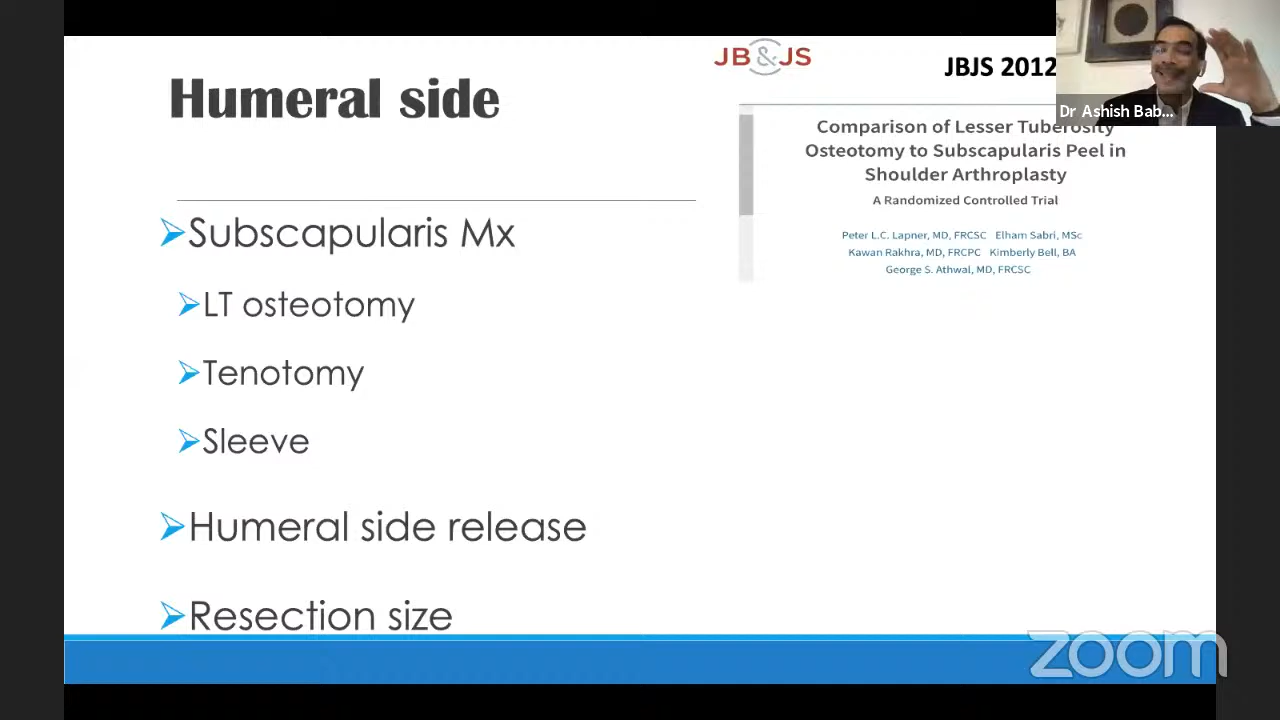 Humeral side
JB&JS
JBJS 2012
Dr Ashish Bab...
Comparison of Lesser Tuberosity
Osteotomy to Subscapularis Peel in
Shoulder Arthroplasty
A Randomized Controlled Trial
Peter L.C. Lapner, MD, FRCSC Elham Sabri, MSc
Kawan Rakhra, MD, FRCPC Kimberly Bell, BA
George S. Athwal, MD, FRCSC
Subscapularis Mx
LT osteotomy
Tenotomy
Sleeve
Humeral side release
Resection size
zoom